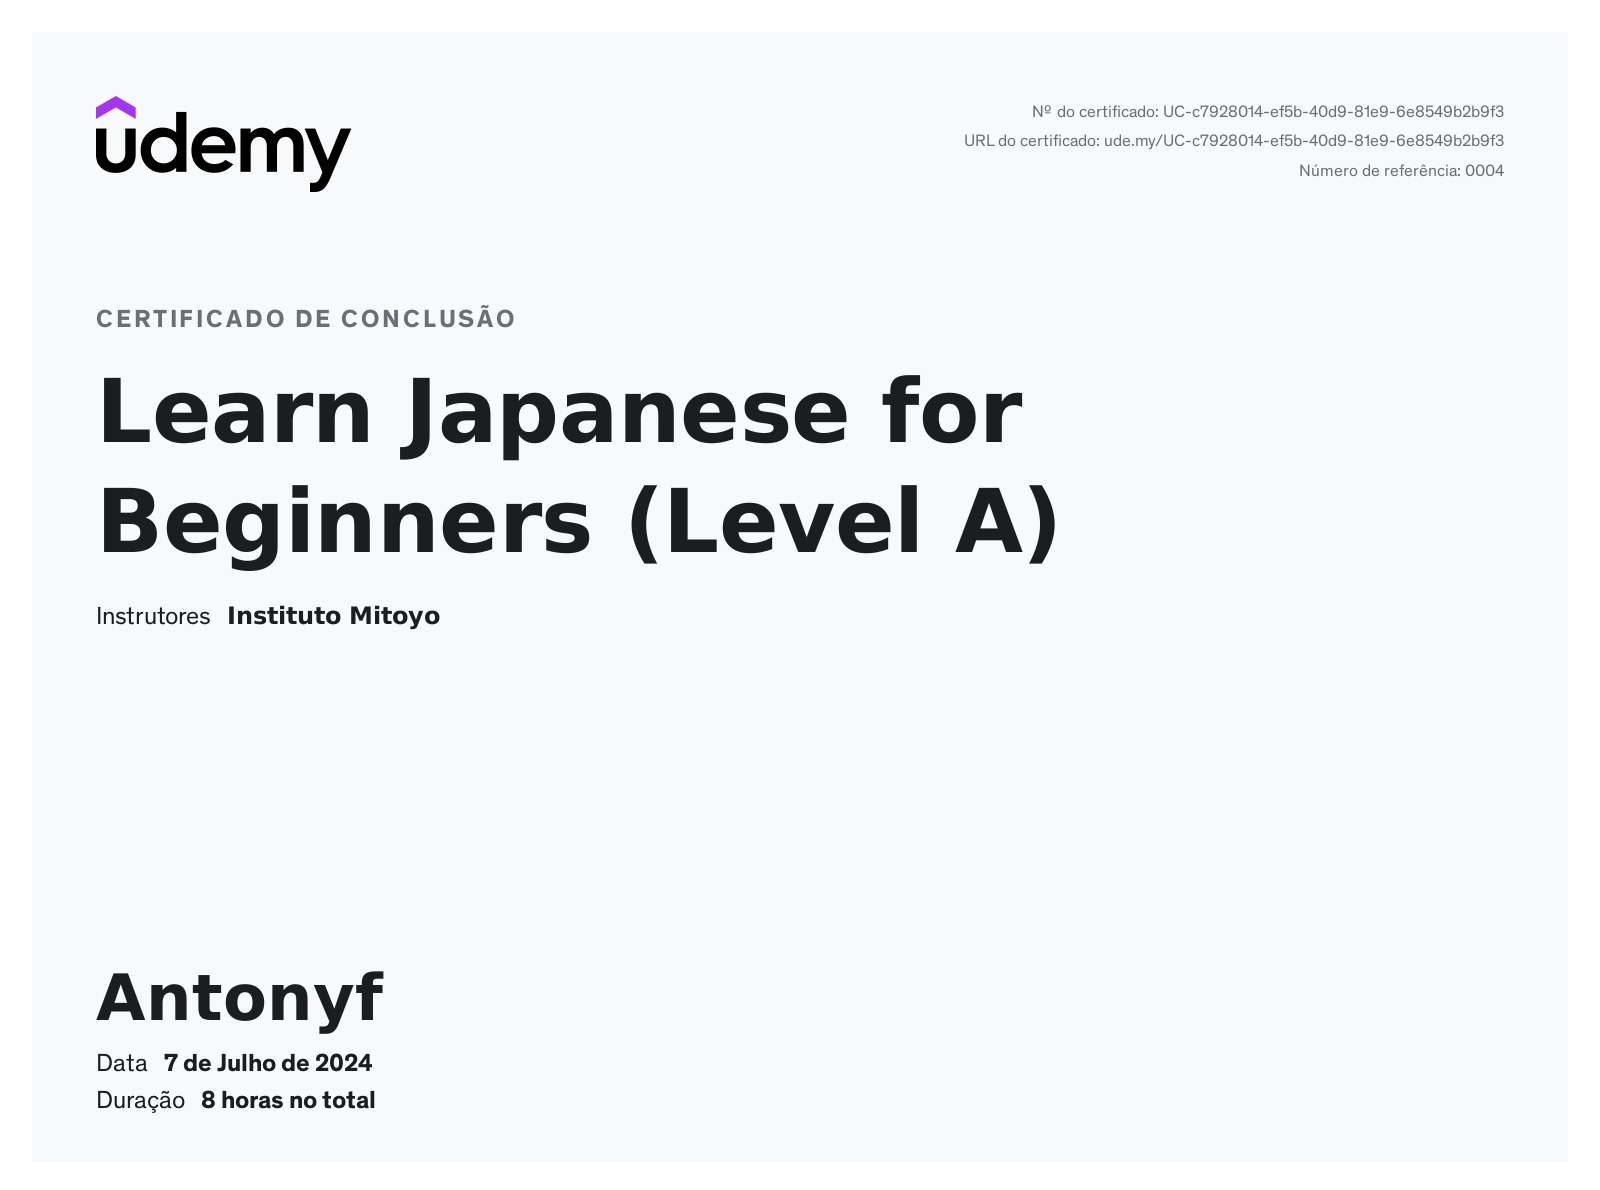 udemy
Nº do certificado: UC-c7928014-ef5b-40d9-81e9-6e8549b2b9f3
URL do certificado: ude.my/UC-c7928014-ef5b-40d9-81e9-6e8549b2b9f3
Número de referência: 0004
CERTIFICADO DE CONCLUSÃO
Learn Japanese for
Beginners (Level A)
Instrutores Instituto Mitoyo
Antonyf
Data 7 de Julho de 2024
Duração 8 horas no total